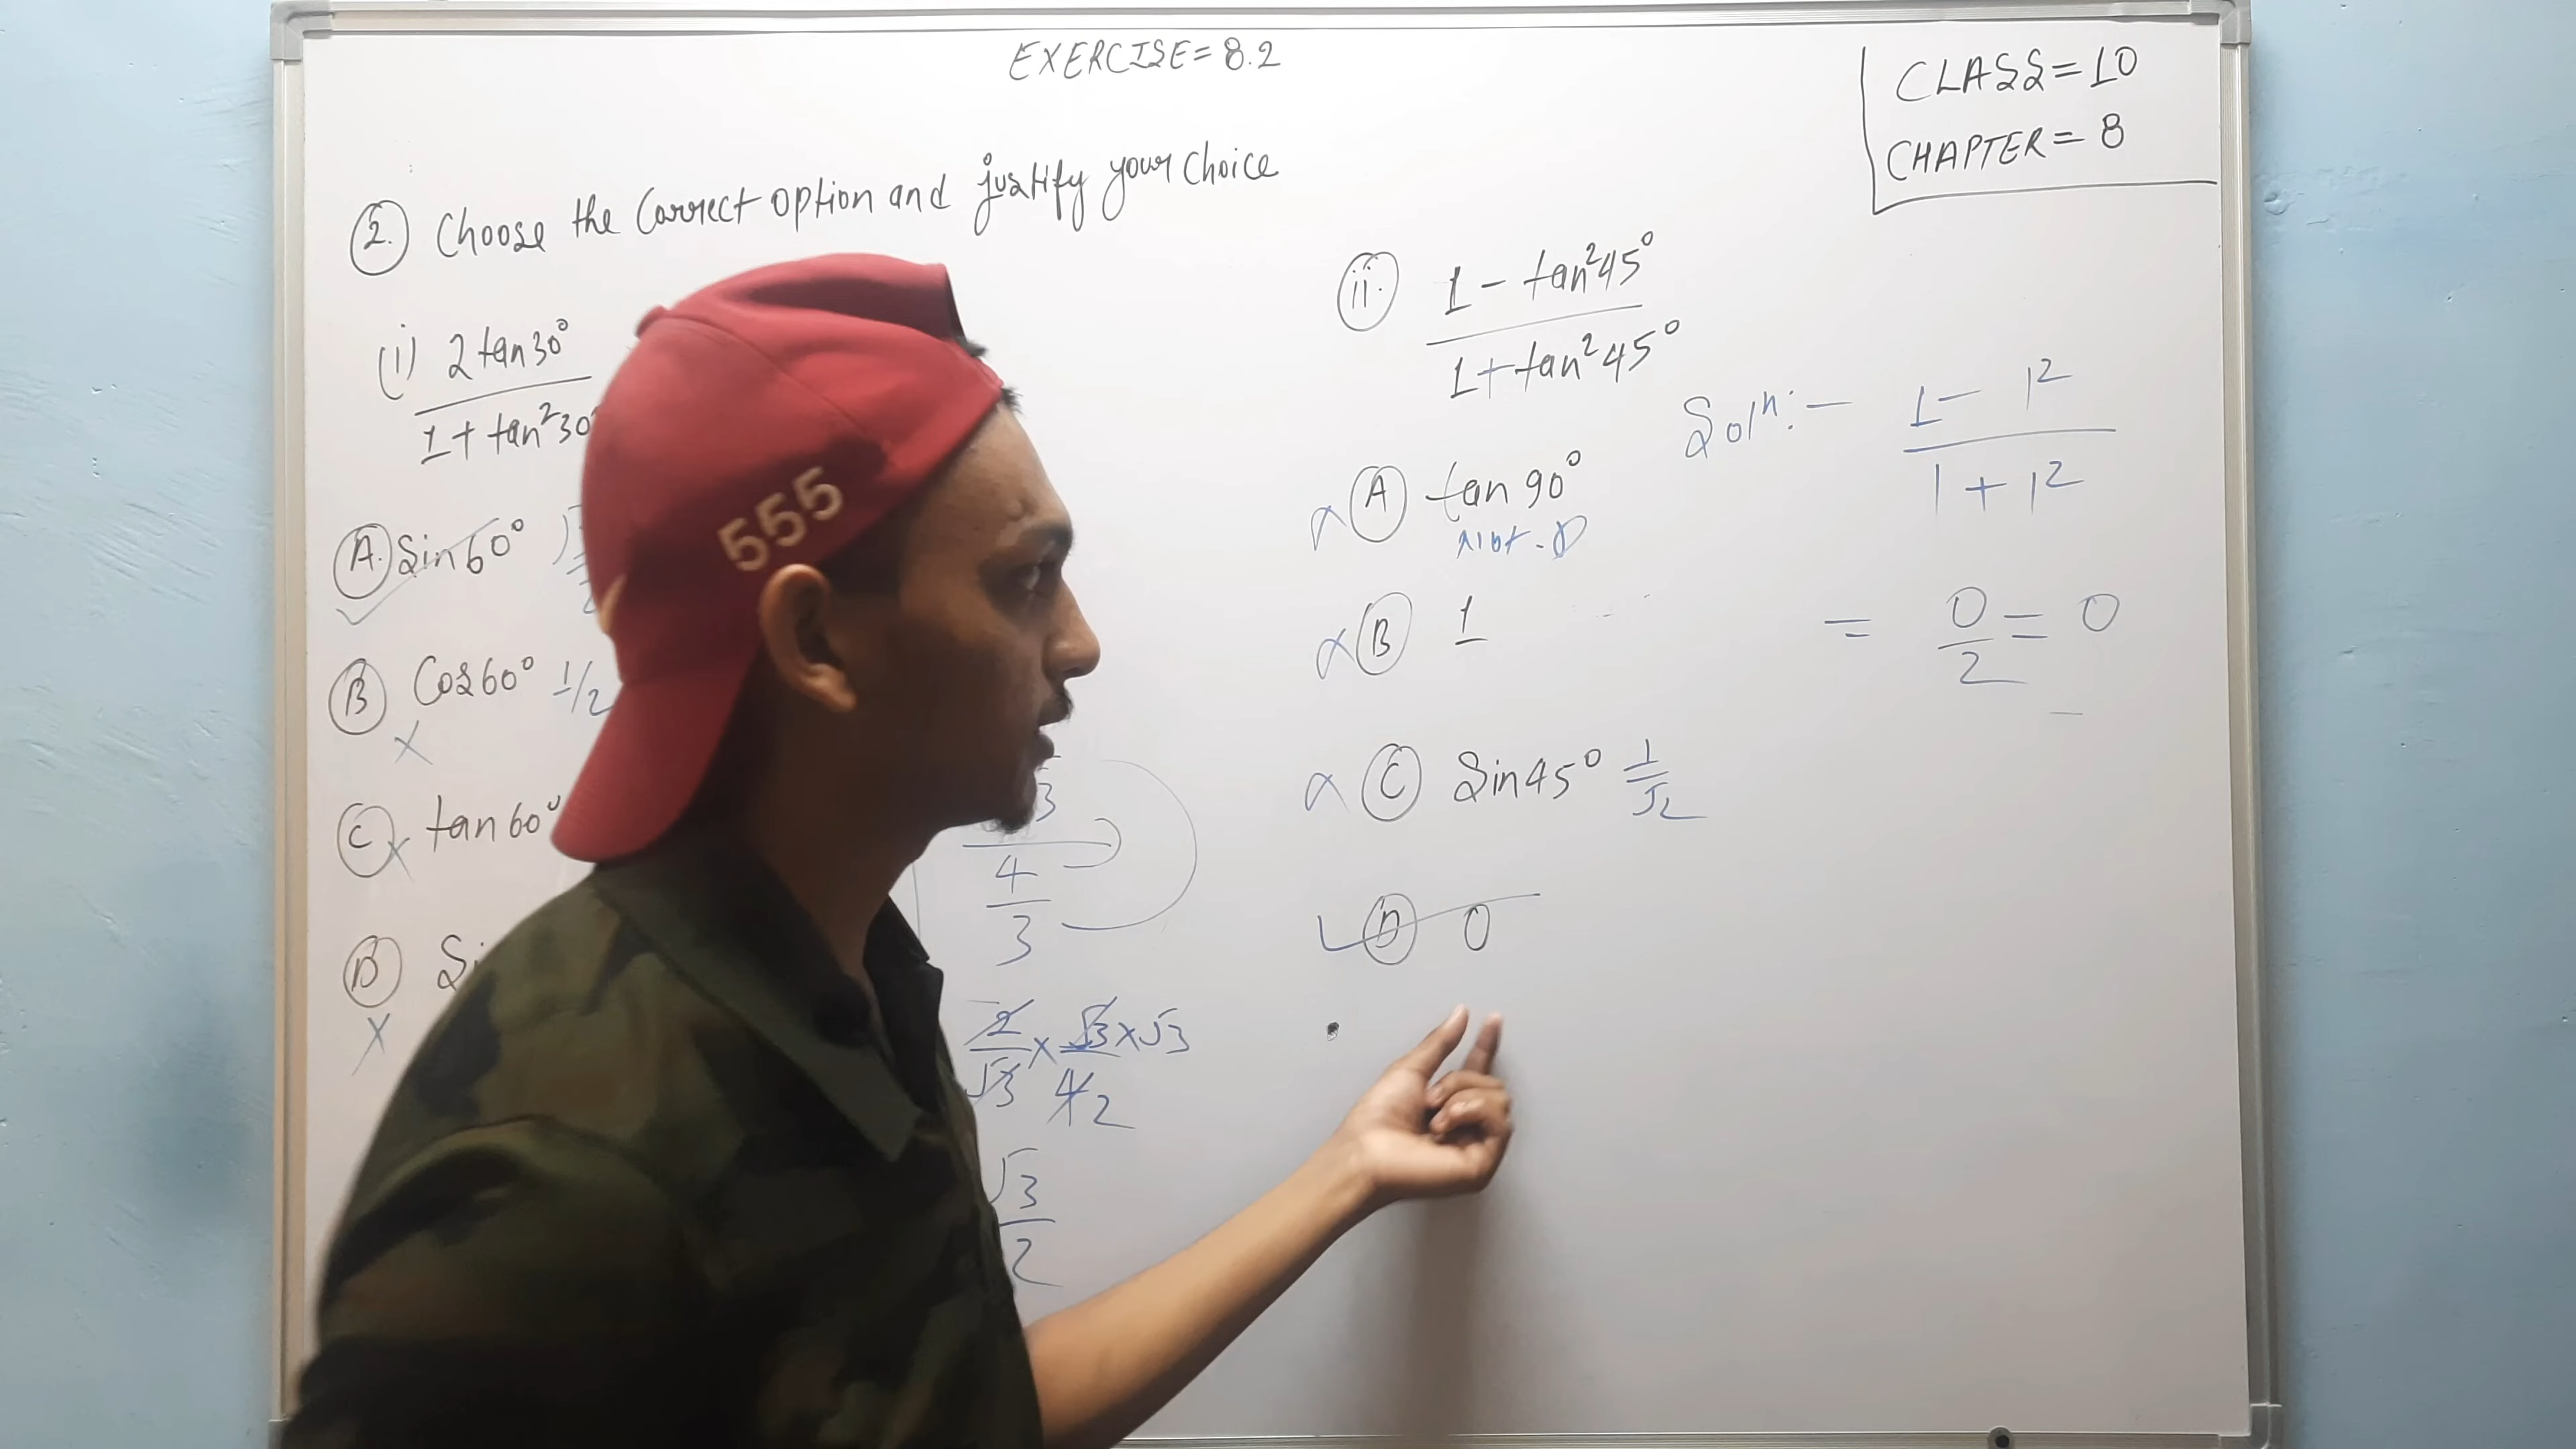 EXERCISE = 8.2
CLASS = 10
CHAPTER = 8
2. Choose the Correct option and justify your choice
(i) 2 tan 30°
1 + tan² 30
A. Sin 60°
B Cos 60° 1/2
X
C X tan 60°
X
3
4
3
2/√3 × √3 × √3
4 2
√3
2
ii. 1 - tan² 45°
1 + tan² 45°
A tan 90°
B 1
C Sin 45° 1/√2
D 0
Solⁿ:- 1 - 1²
1 + 1²
= 0/2 = 0
555